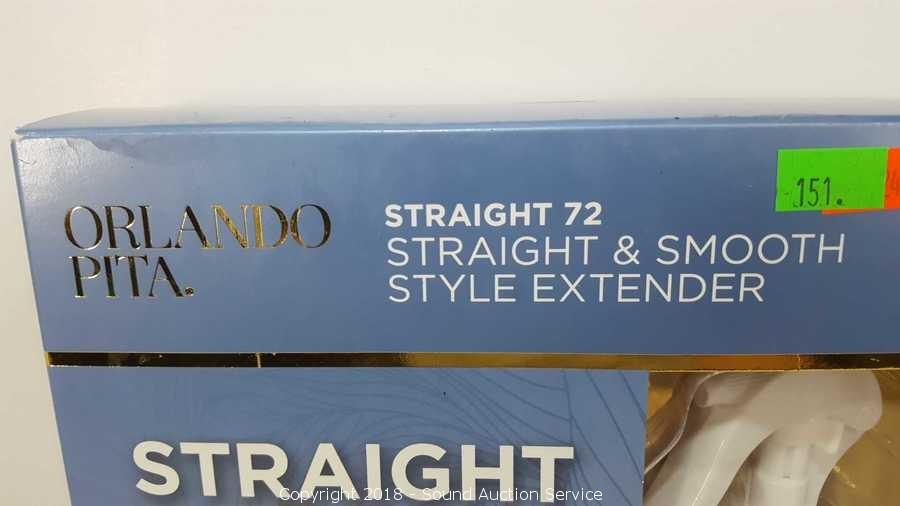 ORLANDO
PITA.
STRAIGHT 72
STRAIGHT & SMOOTH
STYLE EXTENDER
151.
STRAIGHT
Copyright 2018 - Sound Auction Service